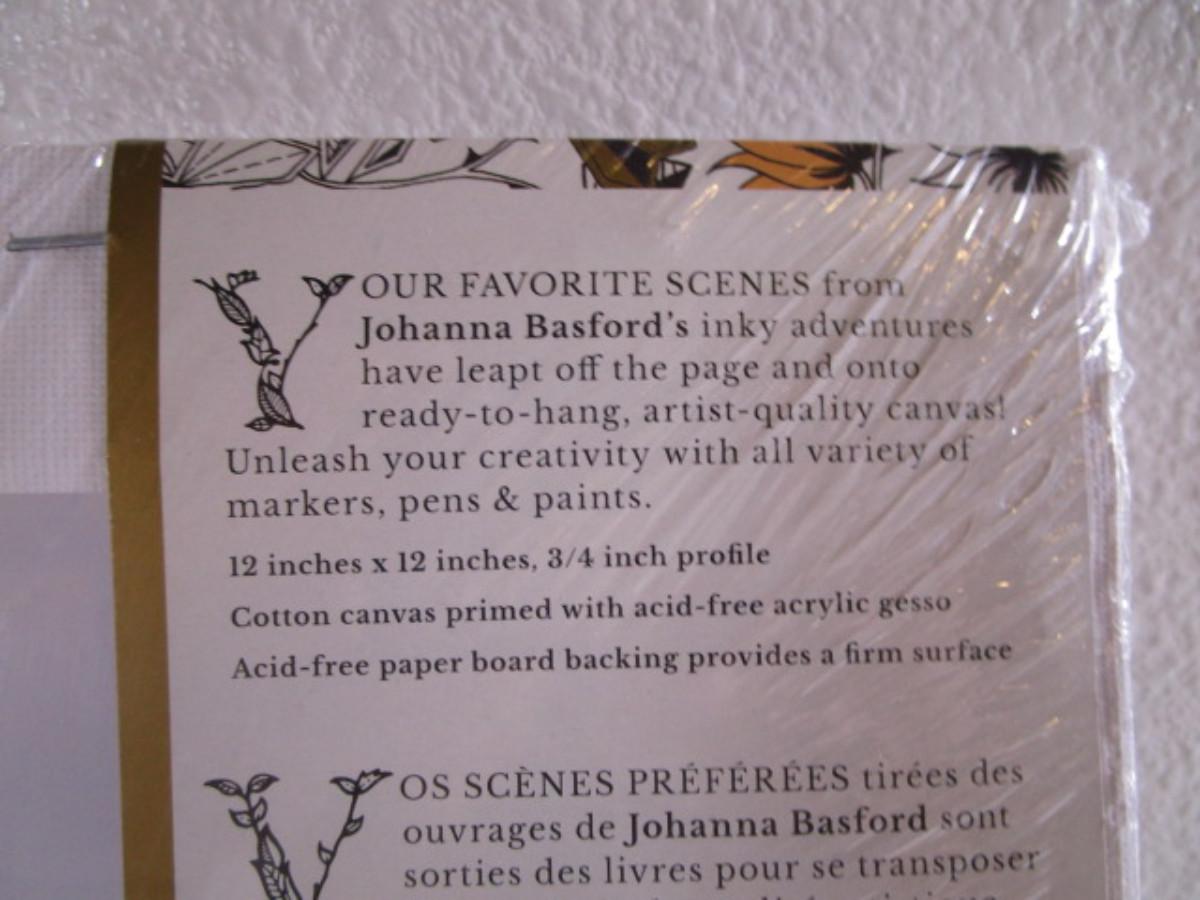 YOUR FAVORITE SCENES from
Johanna Basford's inky adventures
have leapt off the page and onto
ready-to-hang, artist-quality canvas!
Unleash your creativity with all variety of
markers, pens & paints.
12 inches x 12 inches, 3/4 inch profile
Cotton canvas primed with acid-free acrylic gesso
Acid-free paper board backing provides a firm surface
VOS SCÈNES PRÉFÉRÉES tirées des
ouvrages de Johanna Basford sont
sorties des livres pour se transposer